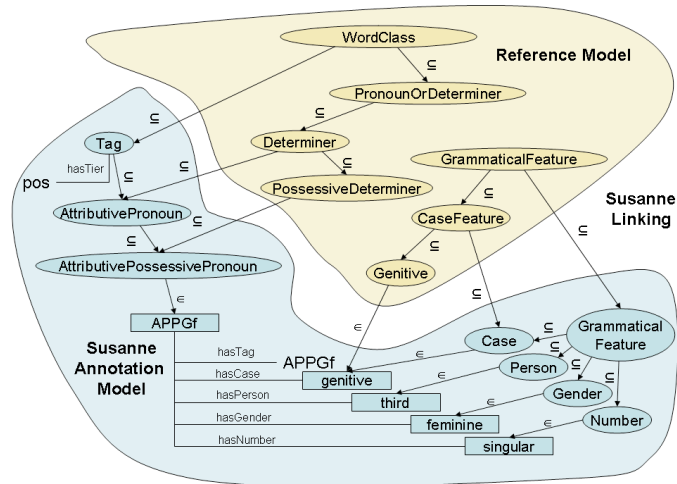 WordClass
Reference Model
⊆
PronounOrDeterminer
⊆
⊆
Tag
Determiner
hasTier
⊆
⊆
GrammaticalFeature
pos
⊆
PossessiveDeterminer
⊆
Susanne
Linking
AttributivePronoun
⊆
CaseFeature
⊆
⊆
⊆
AttributivePossessivePronoun
Genitive
⊆
∈
APPGf
∈
Case
⊆
Grammatical
Feature
Susanne
Annotation
Model
hasTag
APPGf
∈
⊆
Person
⊆
⊆
hasCase
genitive
∈
hasPerson
third
Gender
∈
hasGender
feminine
Number
hasNumber
singular
∈